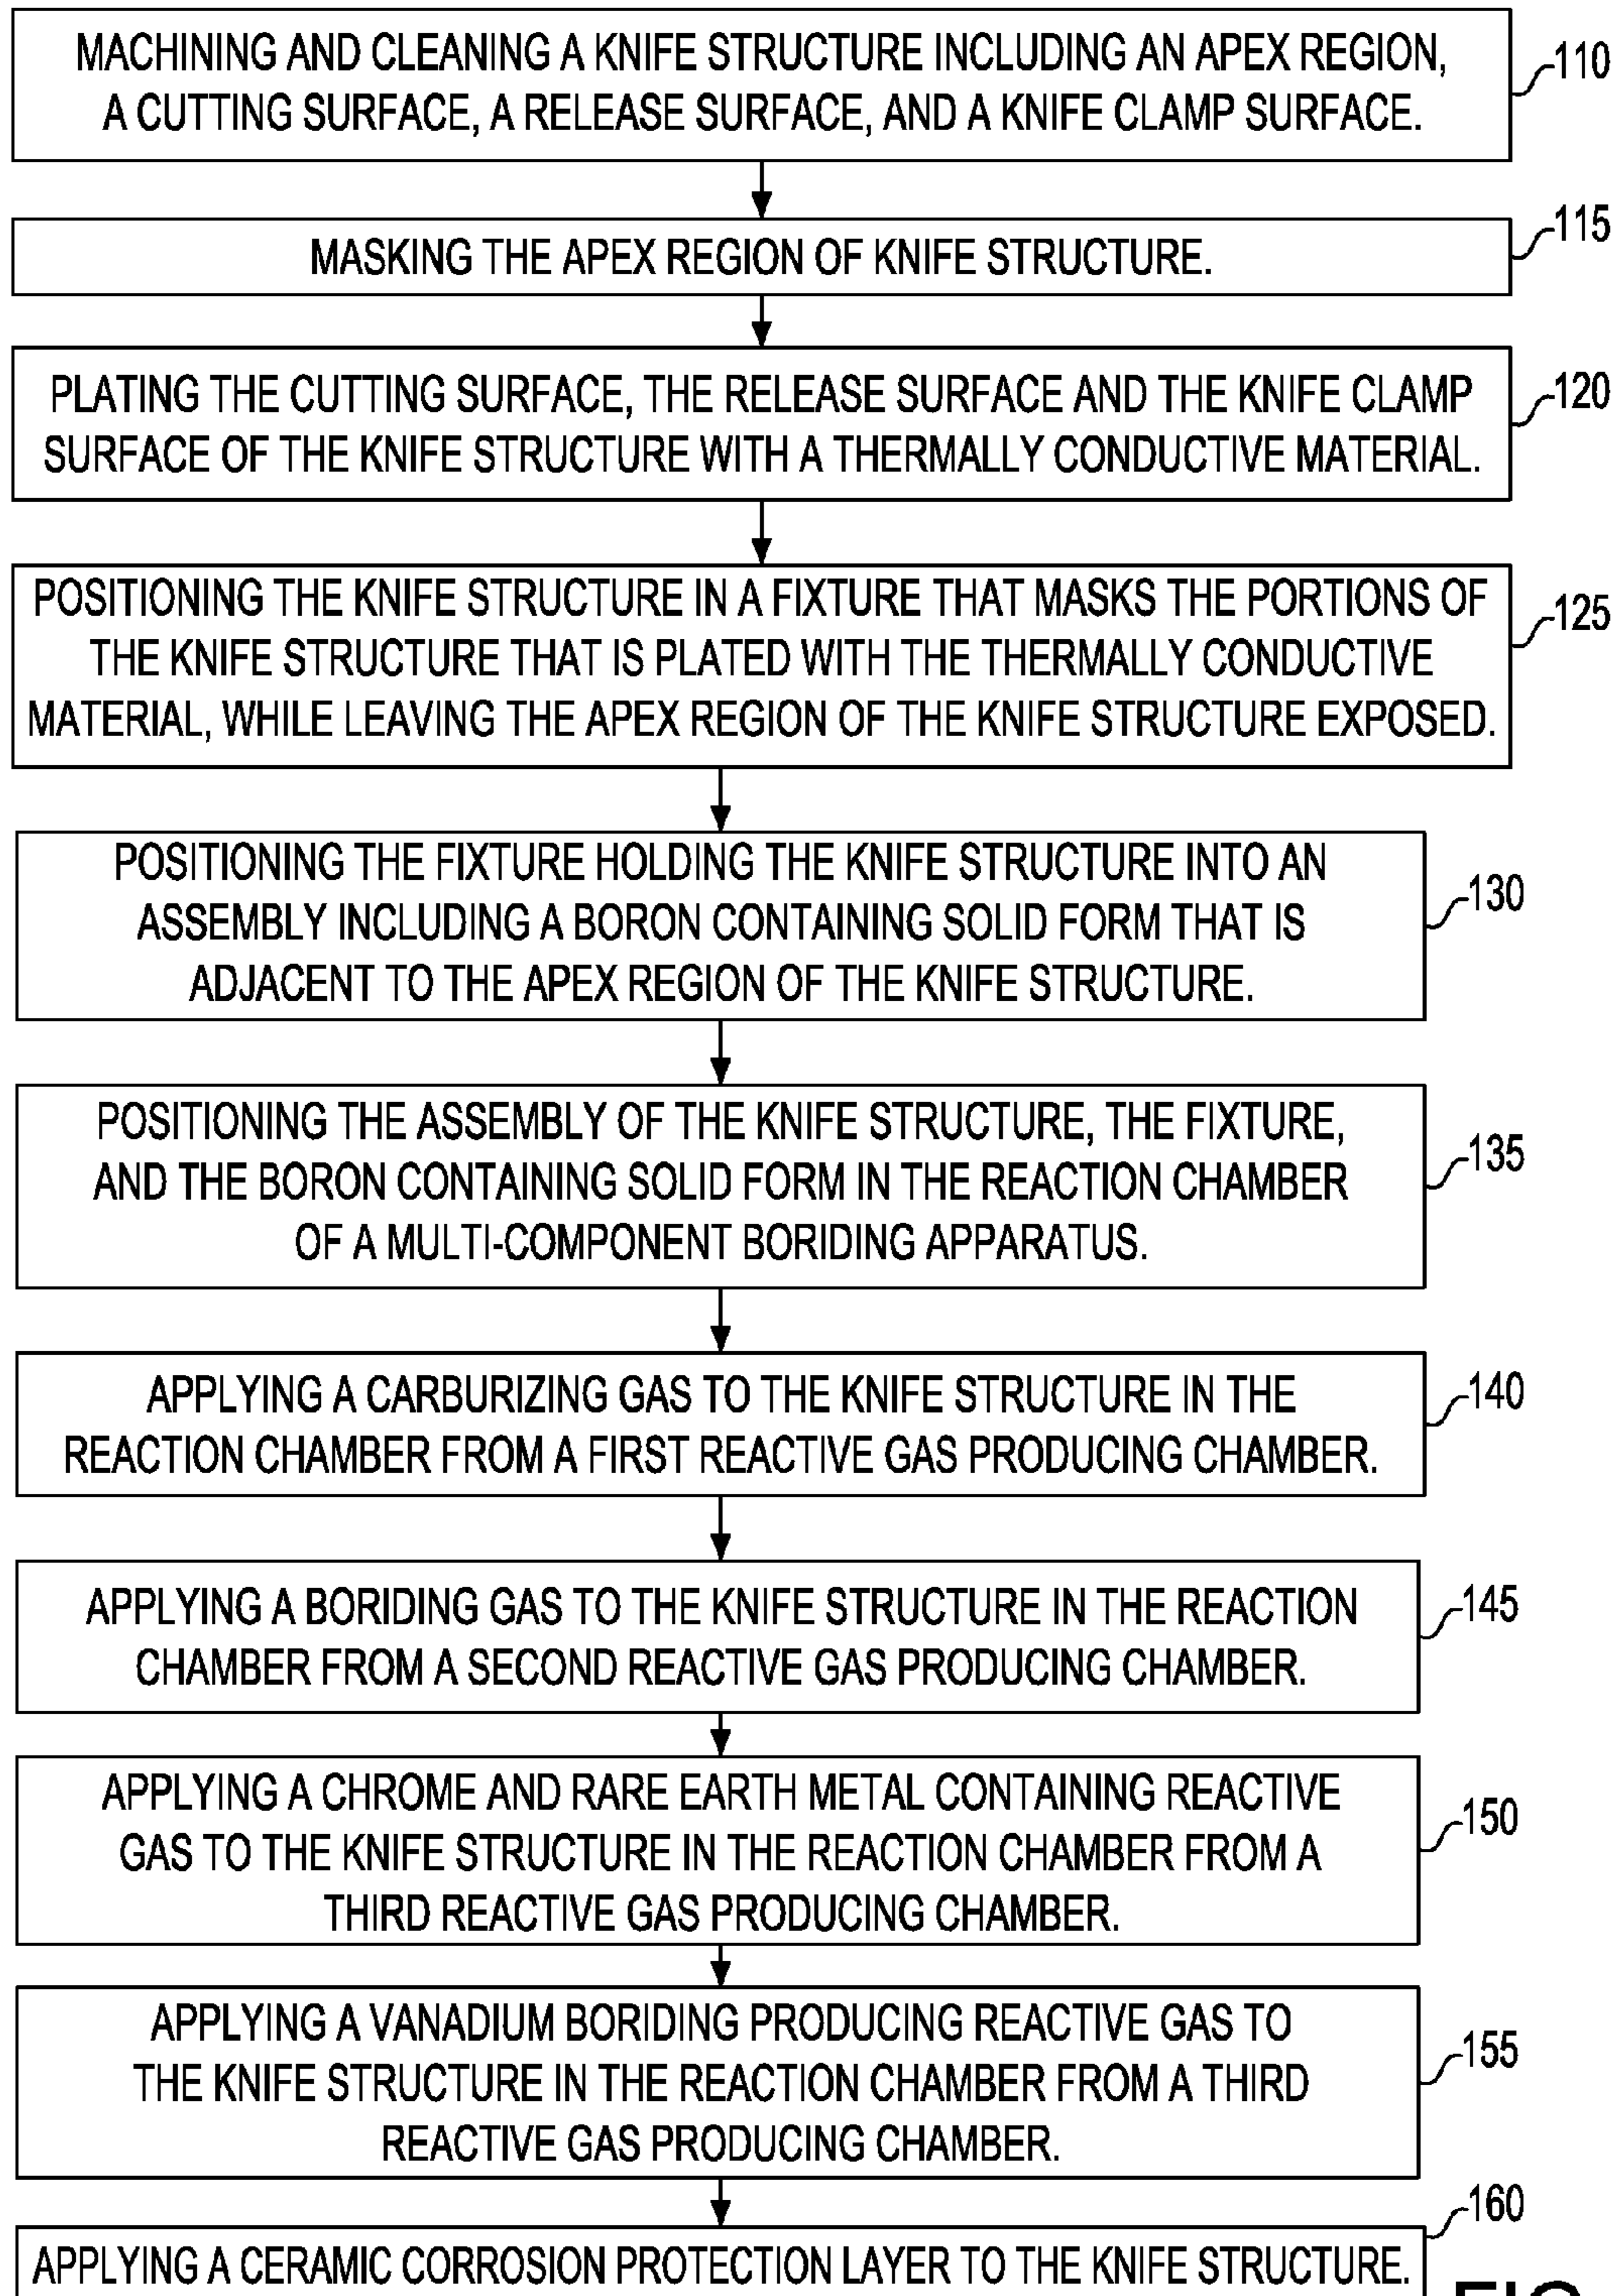 MACHINING AND CLEANING A KNIFE STRUCTURE INCLUDING AN APEX REGION,
A CUTTING SURFACE, A RELEASE SURFACE, AND A KNIFE CLAMP SURFACE.
110
MASKING THE APEX REGION OF KNIFE STRUCTURE.
115
PLATING THE CUTTING SURFACE, THE RELEASE SURFACE AND THE KNIFE CLAMP
SURFACE OF THE KNIFE STRUCTURE WITH A THERMALLY CONDUCTIVE MATERIAL.
120
POSITIONING THE KNIFE STRUCTURE IN A FIXTURE THAT MASKS THE PORTIONS OF
THE KNIFE STRUCTURE THAT IS PLATED WITH THE THERMALLY CONDUCTIVE
MATERIAL, WHILE LEAVING THE APEX REGION OF THE KNIFE STRUCTURE EXPOSED.
125
POSITIONING THE FIXTURE HOLDING THE KNIFE STRUCTURE INTO AN
ASSEMBLY INCLUDING A BORON CONTAINING SOLID FORM THAT IS
ADJACENT TO THE APEX REGION OF THE KNIFE STRUCTURE.
130
POSITIONING THE ASSEMBLY OF THE KNIFE STRUCTURE, THE FIXTURE,
AND THE BORON CONTAINING SOLID FORM IN THE REACTION CHAMBER
OF A MULTI-COMPONENT BORIDING APPARATUS.
135
APPLYING A CARBURIZING GAS TO THE KNIFE STRUCTURE IN THE
REACTION CHAMBER FROM A FIRST REACTIVE GAS PRODUCING CHAMBER.
140
APPLYING A BORIDING GAS TO THE KNIFE STRUCTURE IN THE REACTION
CHAMBER FROM A SECOND REACTIVE GAS PRODUCING CHAMBER.
145
APPLYING A CHROME AND RARE EARTH METAL CONTAINING REACTIVE
GAS TO THE KNIFE STRUCTURE IN THE REACTION CHAMBER FROM A
THIRD REACTIVE GAS PRODUCING CHAMBER.
150
APPLYING A VANADIUM BORIDING PRODUCING REACTIVE GAS TO
THE KNIFE STRUCTURE IN THE REACTION CHAMBER FROM A THIRD
REACTIVE GAS PRODUCING CHAMBER.
155
APPLYING A CERAMIC CORROSION PROTECTION LAYER TO THE KNIFE STRUCTURE.
160